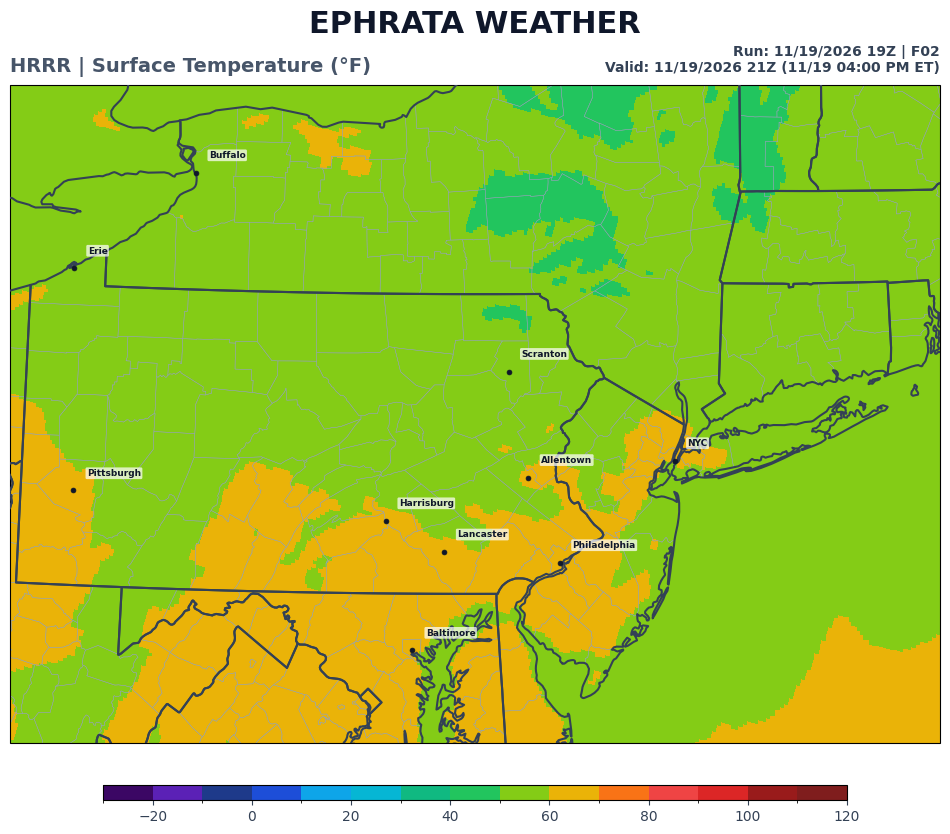 EPHRATA WEATHER
HRRR | Surface Temperature (°F)
Run: 11/19/2026 19Z | F02
Valid: 11/19/2026 21Z (11/19 04:00 PM ET)
Buffalo
Erie
Scranton
NYC
Allentown
Pittsburgh
Harrisburg
Lancaster
Philadelphia
Baltimore
−20 0 20 40 60 80 100 120